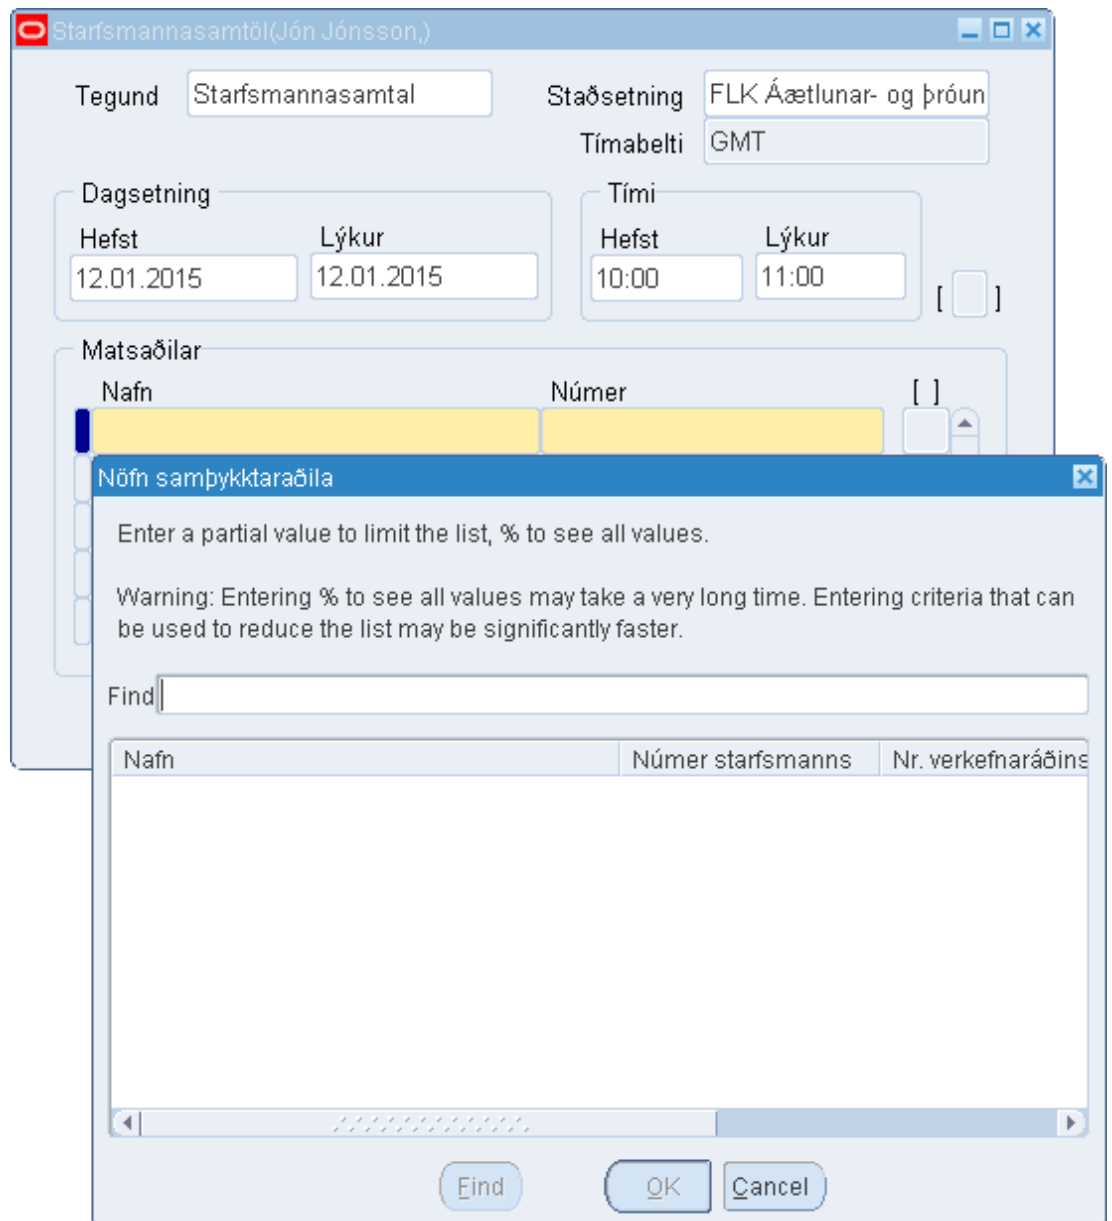 Starfsmannasamtöl(Jón Jónsson,)
Tegund Starfsmannasamtal Staðsetning FLK Áætlunar- og þróun
Tímabelti GMT
Dagsetning Tími
Hefst Lýkur Hefst Lýkur
12.01.2015 12.01.2015 10:00 11:00 [ ]
Matsaðilar
Nafn Númer [ ]
Nöfn samþykktaraðila
Enter a partial value to limit the list, % to see all values.
Warning: Entering % to see all values may take a very long time. Entering criteria that can
be used to reduce the list may be significantly faster.
Find
Nafn Númer starfsmanns Nr. verkefnaráðins
Find OK Cancel